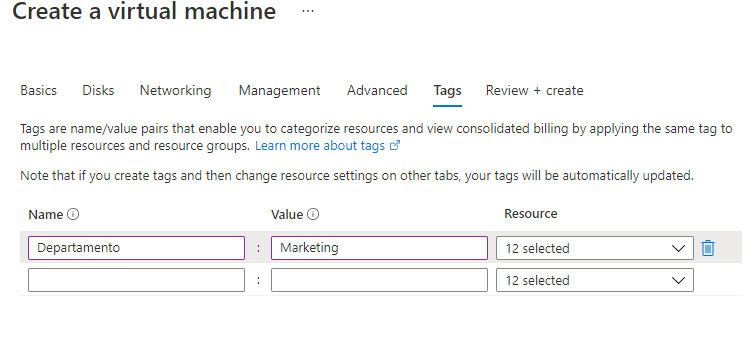 Create a virtual machine ...
Basics Disks Networking Management Advanced Tags Review + create
Tags are name/value pairs that enable you to categorize resources and view consolidated billing by applying the same tag to
multiple resources and resource groups. Learn more about tags
Note that if you create tags and then change resource settings on other tabs, your tags will be automatically updated.
Name Value Resource
Departamento : Marketing 12 selected
: 12 selected